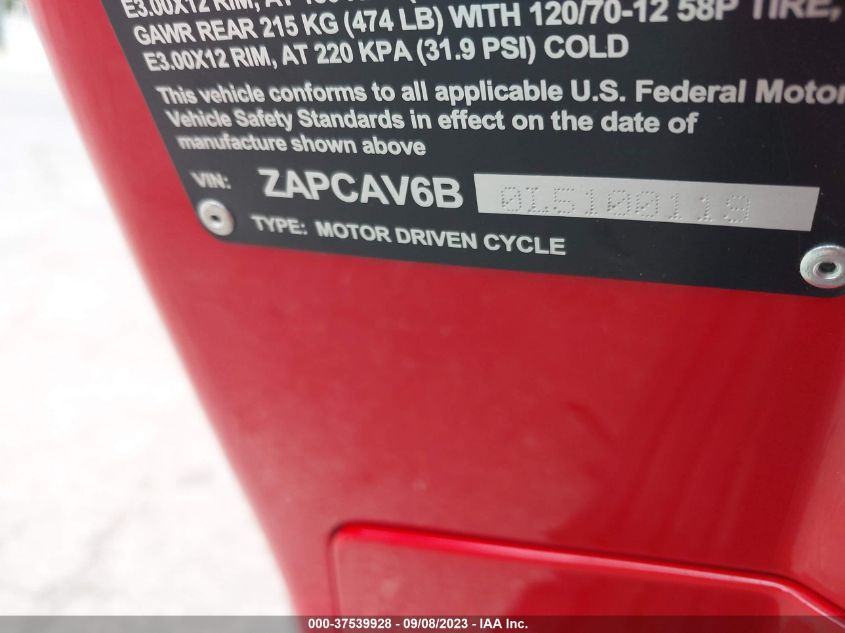 E3.00X12 RIM, AT
GAWR REAR 215 KG (474 LB) WITH 120/70-12 58P TIRE,
E3.00X12 RIM, AT 220 KPA (31.9 PSI) COLD
This vehicle conforms to all applicable U.S. Federal Motor
Vehicle Safety Standards in effect on the date of
manufacture shown above
VIN: ZAPCAV6B 0L5100119
TYPE: MOTOR DRIVEN CYCLE
000-37539928 - 09/08/2023 - IAA Inc.